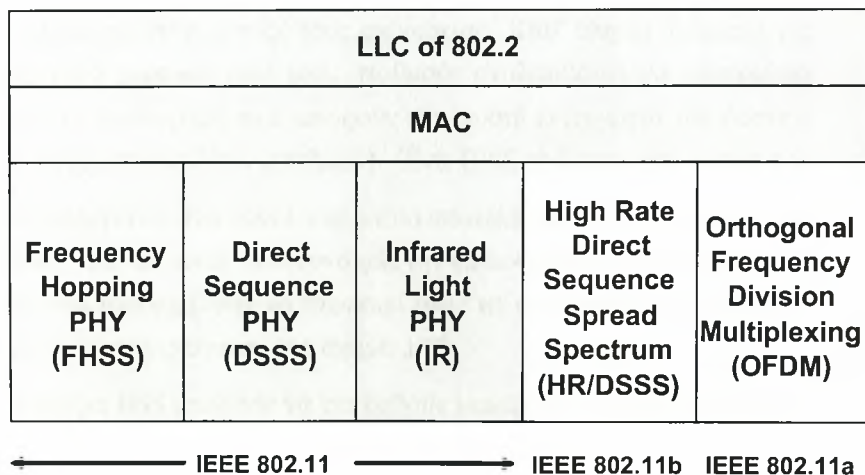 LLC of 802.2
MAC
Frequency
Hopping
PHY
(FHSS)
Direct
Sequence
PHY
(DSSS)
Infrared
Light
PHY
(IR)
High Rate
Direct
Sequence
Spread
Spectrum
(HR/DSSS)
Orthogonal
Frequency
Division
Multiplexing
(OFDM)
IEEE 802.11
IEEE 802.11b
IEEE 802.11a